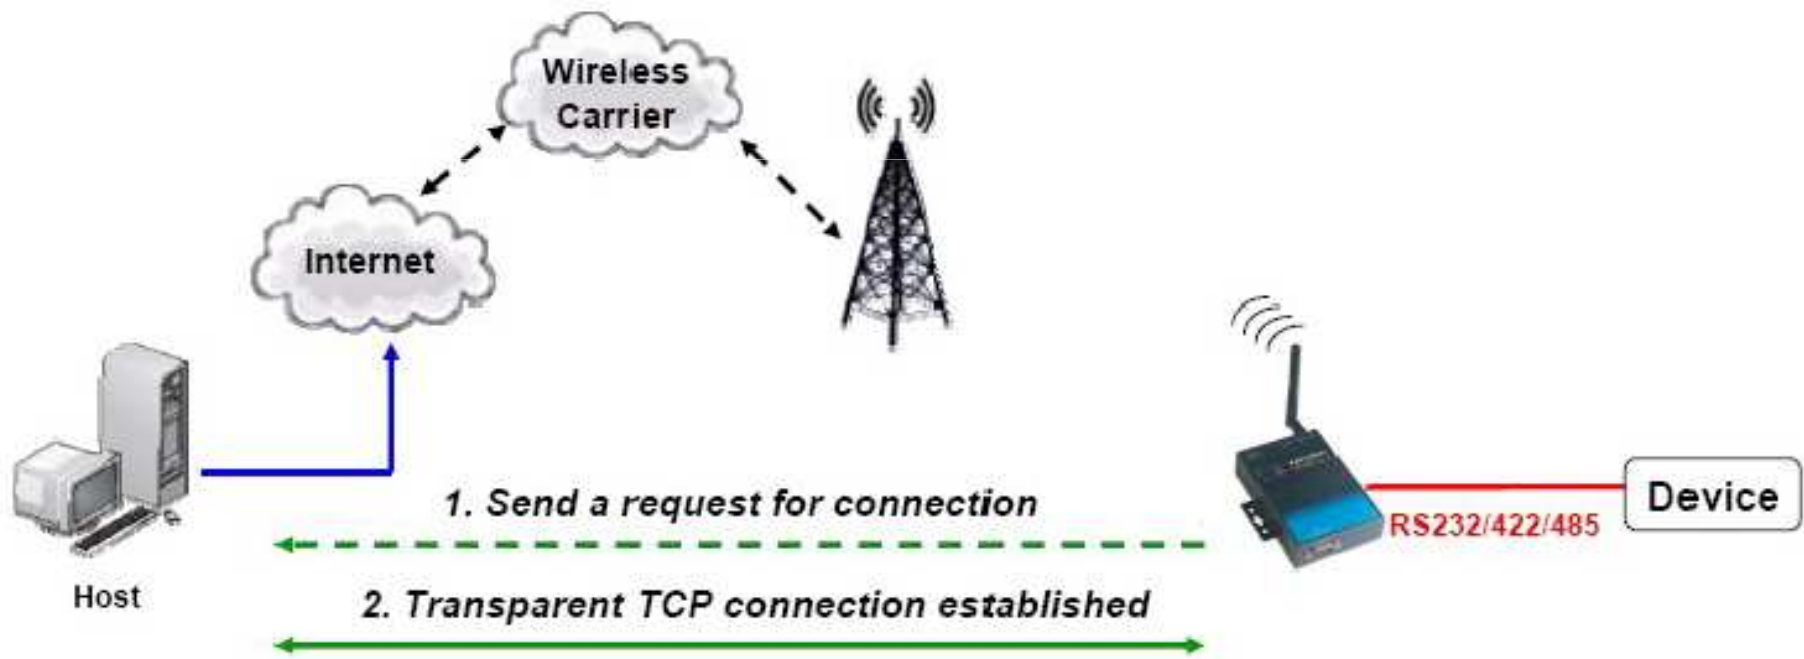 Wireless
Carrier
Internet
1. Send a request for connection
Device
RS232/422/485
Host
2. Transparent TCP connection established